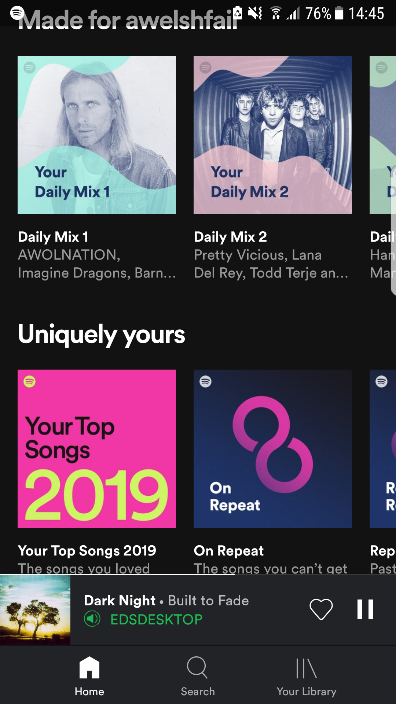 Made for awelshfail
76% 14:45
Your
Daily Mix 1
Your
Daily Mix 2
Daily Mix 1
AWOLNATION,
Imagine Dragons, Barn...
Daily Mix 2
Pretty Vicious, Lana
Del Rey, Todd Terje an...
Dail
Han
Mar
Uniquely yours
Your Top
Songs
2019
On
Repeat
R
Re
Your Top Songs 2019
The songs you loved
On Repeat
The songs you can't get
Rep
Past
Dark Night • Built to Fade
EDSDESKTOP
Home
Search
Your Library